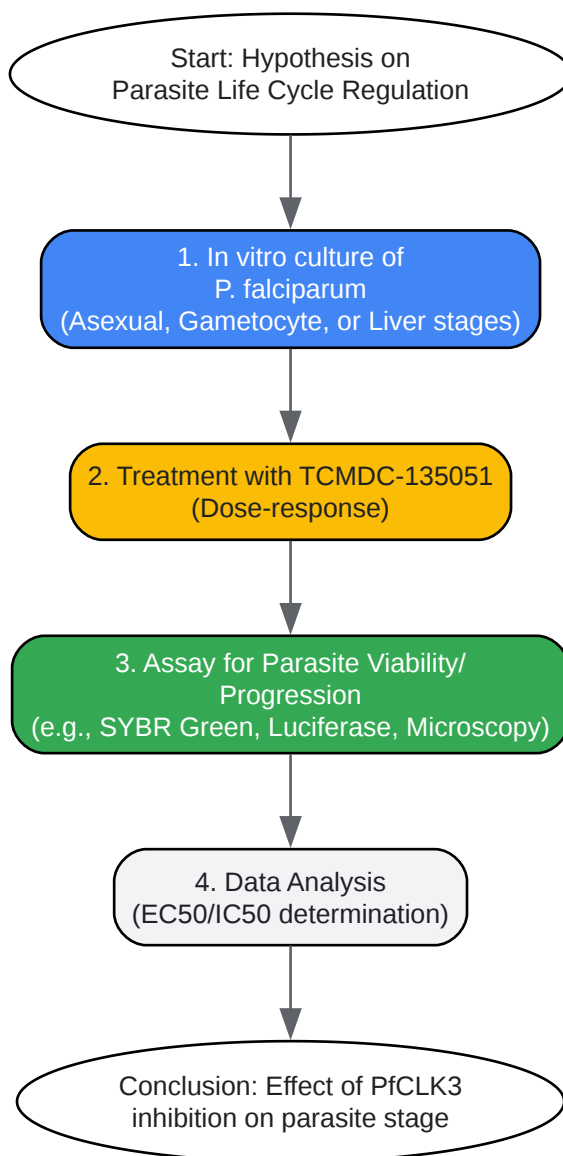 Start: Hypothesis on
Parasite Life Cycle Regulation
1. In vitro culture of
P. falciparum
(Asexual, Gametocyte, or Liver stages)
2. Treatment with TCMDC-135051
(Dose-response)
3. Assay for Parasite Viability/
Progression
(e.g., SYBR Green, Luciferase, Microscopy)
4. Data Analysis
(EC50/IC50 determination)
Conclusion: Effect of PfCLK3
inhibition on parasite stage